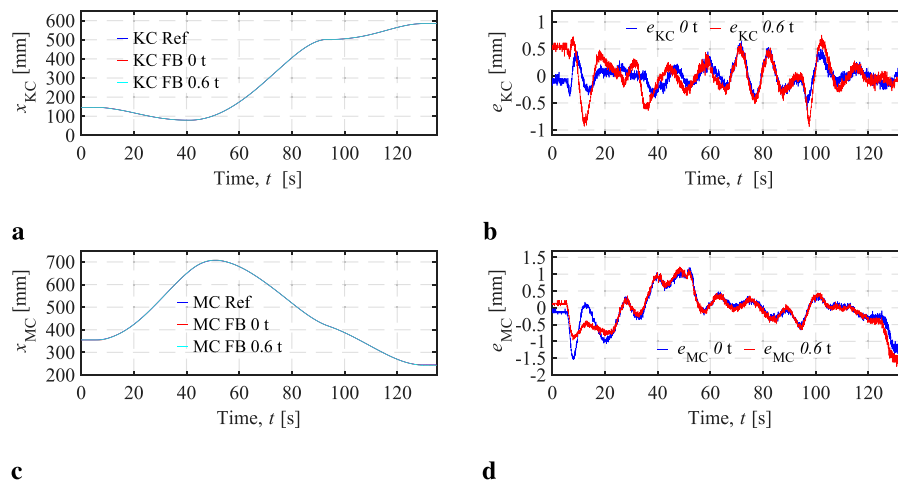 600
500
400
300
200
100
0
x_KC [mm]
KC Ref
KC FB 0 t
KC FB 0.6 t
0 20 40 60 80 100 120
Time, t [s]
a
1
0.5
0
-0.5
-1
e_KC [mm]
e_KC 0 t e_KC 0.6 t
0 20 40 60 80 100 120
Time, t [s]
b
700
600
500
400
300
200
x_MC [mm]
MC Ref
MC FB 0 t
MC FB 0.6 t
0 20 40 60 80 100 120
Time, t [s]
c
1.5
1
0.5
0
-0.5
-1
-1.5
-2
e_MC [mm]
e_MC 0 t e_MC 0.6 t
0 20 40 60 80 100 120
Time, t [s]
d